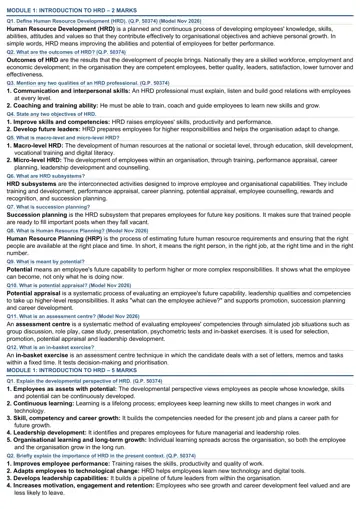 MODULE 1: INTRODUCTION TO HRD – 2 MARKS
Q1. Define Human Resource Development (HRD). (Q.P. 50374) (Model Nov 2026)
Human Resource Development (HRD) is a planned and continuous process of developing employees' knowledge, skills,
abilities, attitudes and values so that they contribute effectively to organisational objectives and achieve personal growth. In
simple words, HRD means improving the abilities and potential of employees for better performance.
Q2. What are the outcomes of HRD? (Q.P. 50374)
Outcomes of HRD are the results that the development of people brings. Nationally they are a skilled workforce, employment and
economic development; in the organisation they are competent employees, better quality, leaders, satisfaction, lower turnover and
effectiveness.
Q3. Mention any two qualities of an HRD professional. (Q.P. 50374)
1. Communication and interpersonal skills: An HRD professional must explain, listen and build good relations with employees
at every level.
2. Coaching and training ability: He must be able to train, coach and guide employees to learn new skills and grow.
Q4. State any two objectives of HRD.
1. Improve skills and competencies: HRD raises employees' skills, productivity and performance.
2. Develop future leaders: HRD prepares employees for higher responsibilities and helps the organisation adapt to change.
Q5. What is macro-level and micro-level HRD?
1. Macro-level HRD: The development of human resources at the national or societal level, through education, skill development,
vocational training and digital literacy.
2. Micro-level HRD: The development of employees within an organisation, through training, performance appraisal, career
planning, leadership development and counselling.
Q6. What are HRD subsystems?
HRD subsystems are the interconnected activities designed to improve employee and organisational capabilities. They include
training and development, performance appraisal, career planning, potential appraisal, employee counselling, rewards and
recognition, and succession planning.
Q7. What is succession planning?
Succession planning is the HRD subsystem that prepares employees for future key positions. It makes sure that trained people
are ready to fill important posts when they fall vacant.
Q8. What is Human Resource Planning? (Model Nov 2026)
Human Resource Planning (HRP) is the process of estimating future human resource requirements and ensuring that the right
people are available at the right place and time. In short, it means the right person, in the right job, at the right time and in the right
number.
Q9. What is meant by potential?
Potential means an employee's future capability to perform higher or more complex responsibilities. It shows what the employee
can become, not only what he is doing now.
Q10. What is potential appraisal? (Model Nov 2026)
Potential appraisal is a systematic process of evaluating an employee's future capability, leadership qualities and competencies
to take up higher-level responsibilities. It asks "what can the employee achieve?" and supports promotion, succession planning
and career development.
Q11. What is an assessment centre? (Model Nov 2026)
An assessment centre is a systematic method of evaluating employees' competencies through simulated job situations such as
group discussion, role play, case study, presentation, psychometric tests and in-basket exercises. It is used for selection,
promotion, potential appraisal and leadership development.
Q12. What is an in-basket exercise?
An in-basket exercise is an assessment centre technique in which the candidate deals with a set of letters, memos and tasks
within a fixed time. It tests decision-making and prioritisation.
MODULE 1: INTRODUCTION TO HRD – 5 MARKS
Q1. Explain the developmental perspective of HRD. (Q.P. 50374)
1. Employees as assets with potential: The developmental perspective views employees as people whose knowledge, skills
and potential can be continuously developed.
2. Continuous learning: Learning is a lifelong process; employees keep learning new skills to meet changes in work and
technology.
3. Skill, competency and career growth: It builds the competencies needed for the present job and plans a career path for
future growth.
4. Leadership development: It identifies and prepares employees for future managerial and leadership roles.
5. Organisational learning and long-term growth: Individual learning spreads across the organisation, so both the employee
and the organisation grow in the long run.
Q2. Briefly explain the importance of HRD in the present context. (Q.P. 50374)
1. Improves employee performance: Training raises the skills, productivity and quality of work.
2. Adapts employees to technological change: HRD helps employees learn new technology and digital tools.
3. Develops leadership capabilities: It builds a pipeline of future leaders from within the organisation.
4. Increases motivation, engagement and retention: Employees who see growth and career development feel valued and are
less likely to leave.